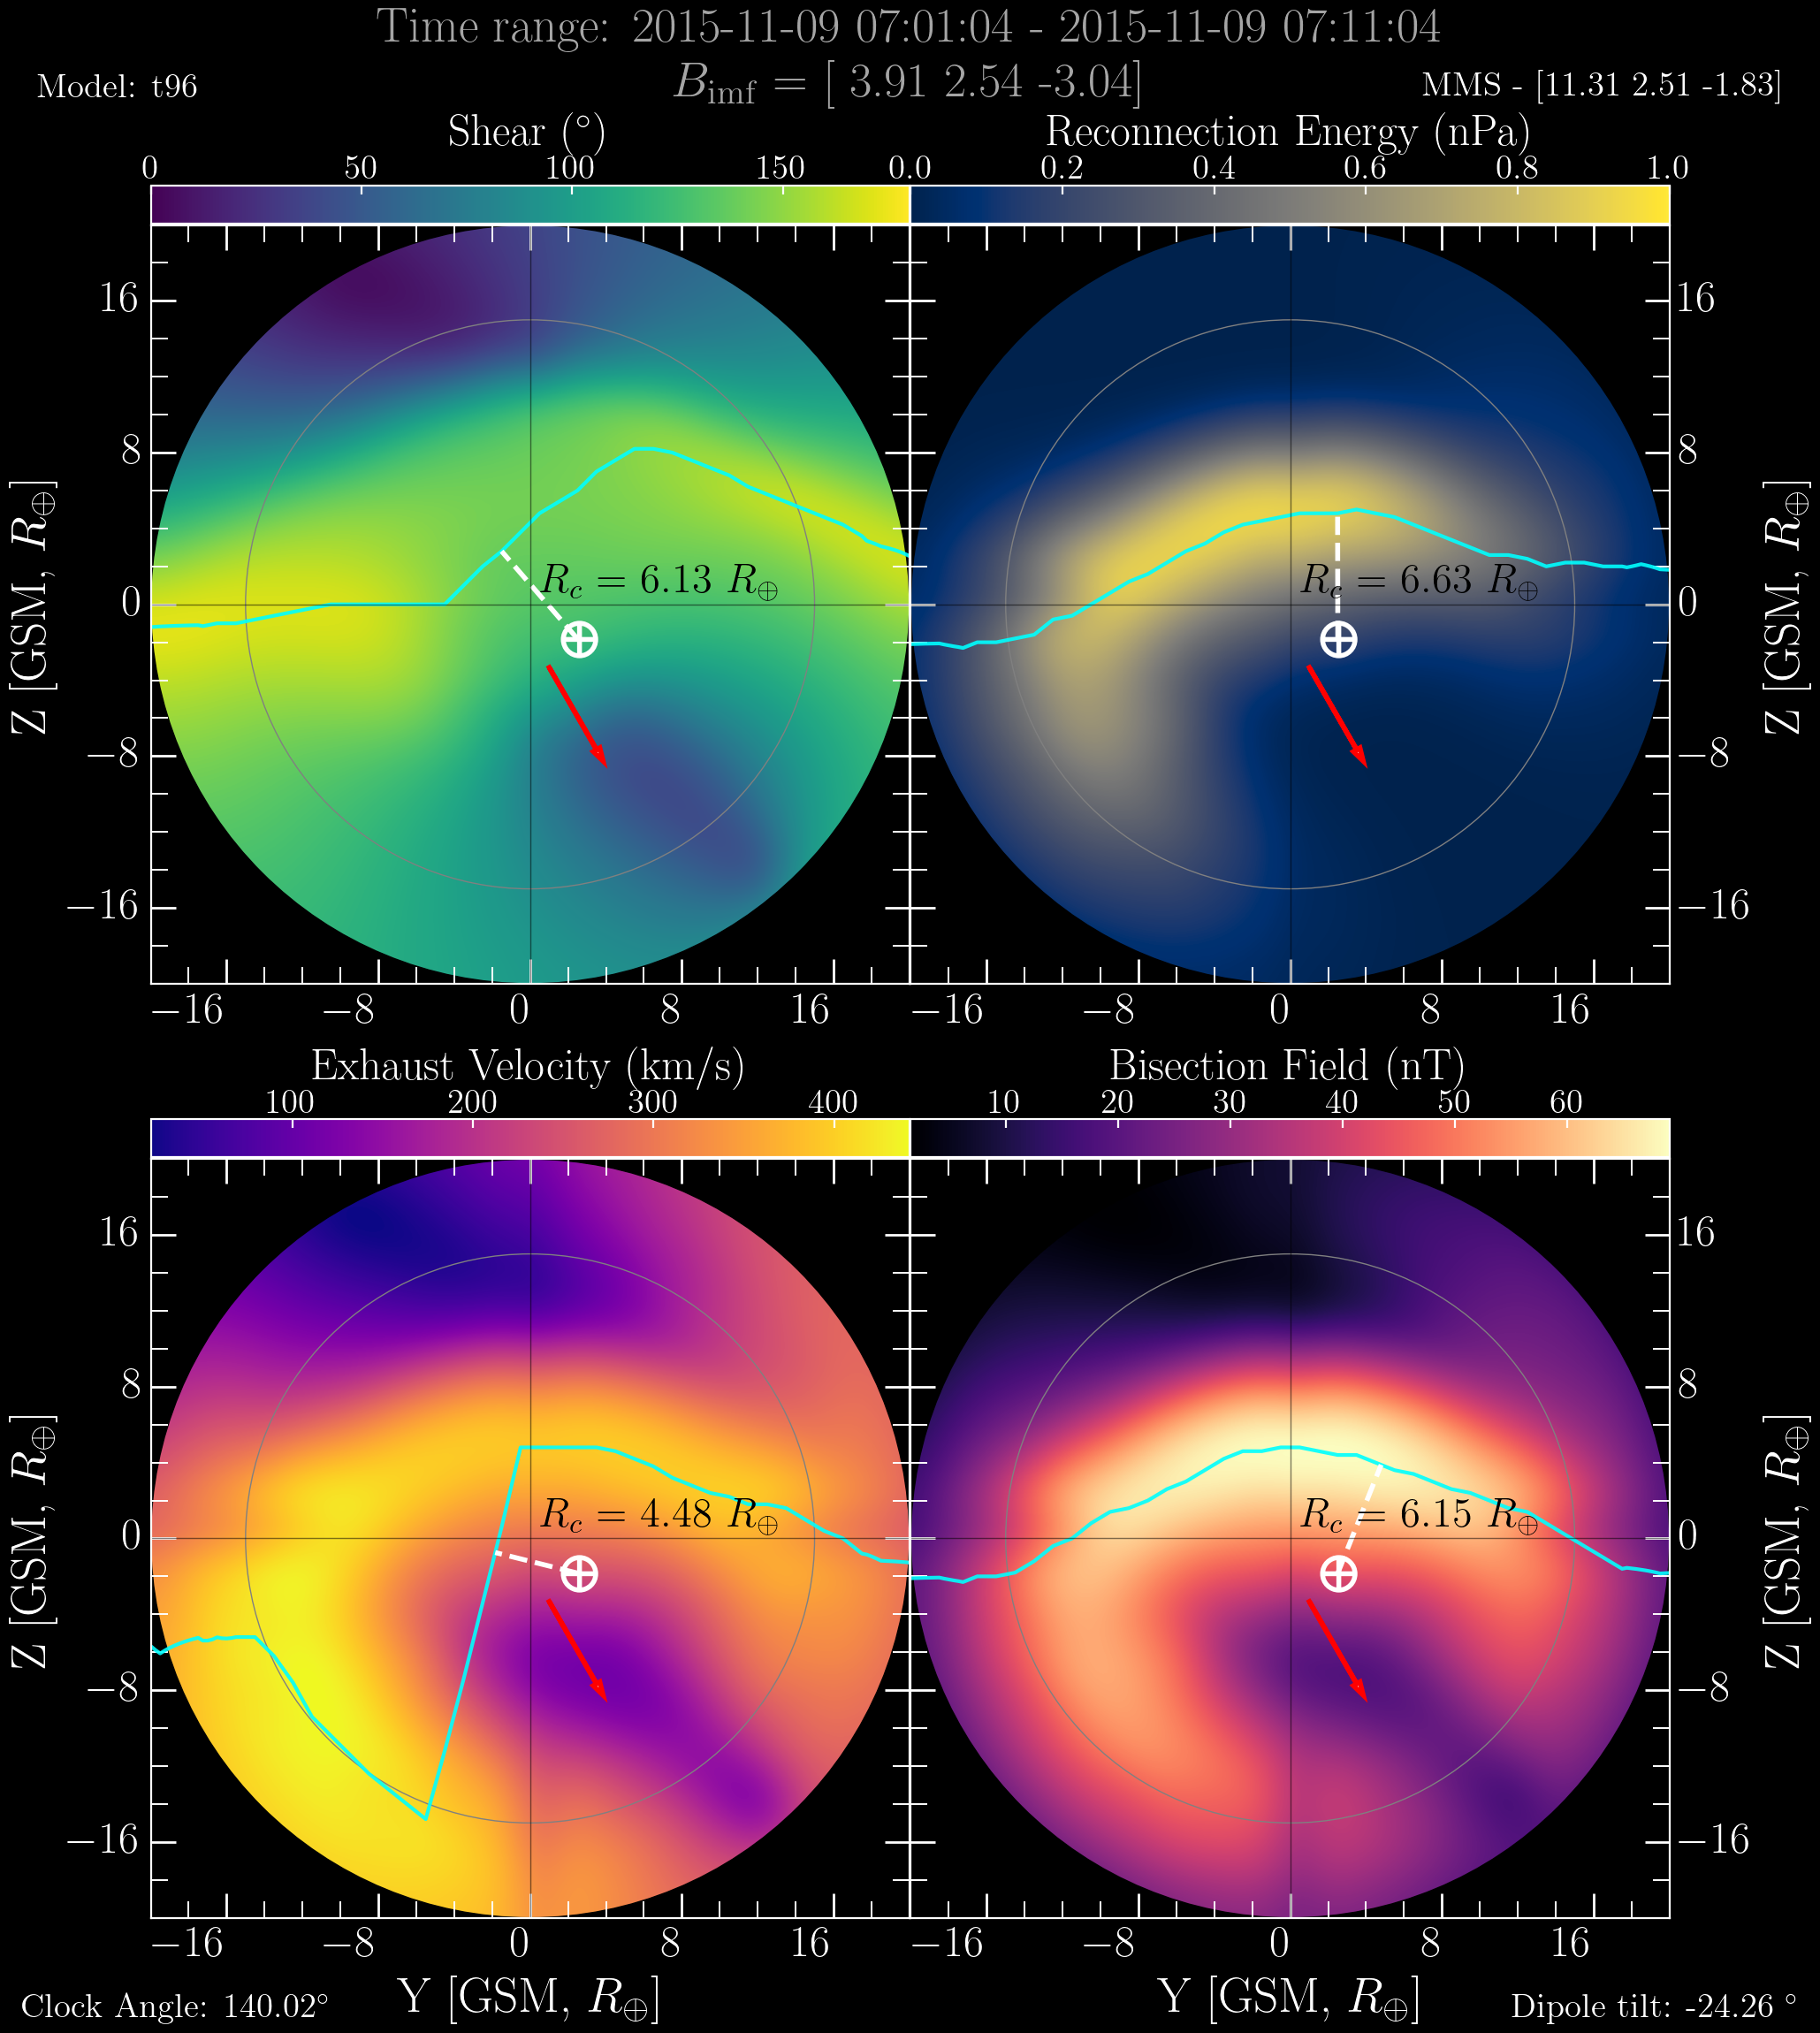 Time range: 2015-11-09 07:01:04 - 2015-11-09 07:11:04
Model: t96
B_imf = [ 3.91 2.54 -3.04]
MMS - [11.31 2.51 -1.83]
Shear (°)
Reconnection Energy (nPa)
0 50 100 150
0.0 0.2 0.4 0.6 0.8 1.0
Z [GSM, R⊕]
16
8
0
−8
−16
R_c = 6.13 R⊕
−16 −8 0 8 16
R_c = 6.63 R⊕
16
8
0
−8
−16
Z [GSM, R⊕]
−16 −8 0 8 16
Exhaust Velocity (km/s)
Bisection Field (nT)
100 200 300 400
10 20 30 40 50 60
Z [GSM, R⊕]
16
8
0
−8
−16
R_c = 4.48 R⊕
−16 −8 0 8 16
R_c = 6.15 R⊕
16
8
0
−8
−16
Z [GSM, R⊕]
−16 −8 0 8 16
Y [GSM, R⊕]
Y [GSM, R⊕]
Clock Angle: 140.02°
Dipole tilt: -24.26 °